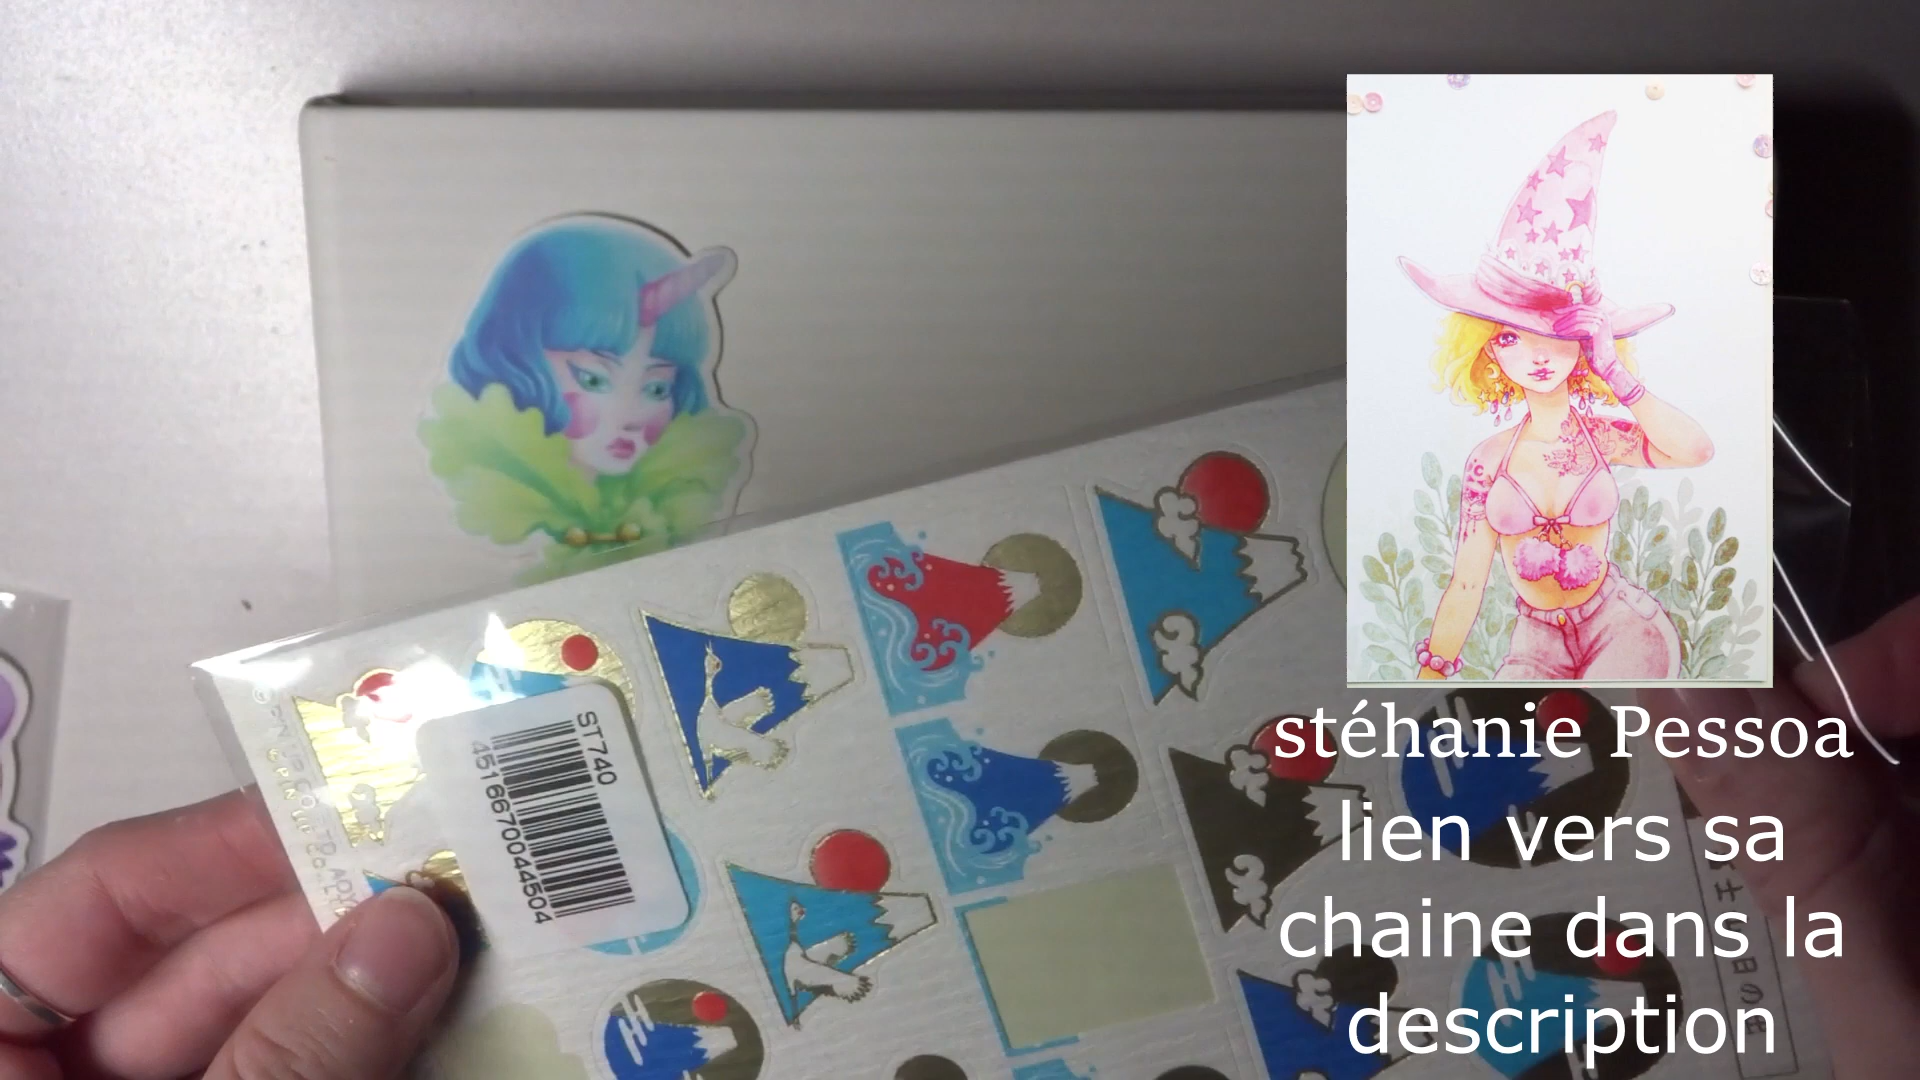 stéhanie Pessoa
lien vers sa
chaine dans la
description
ST740
4516670044504